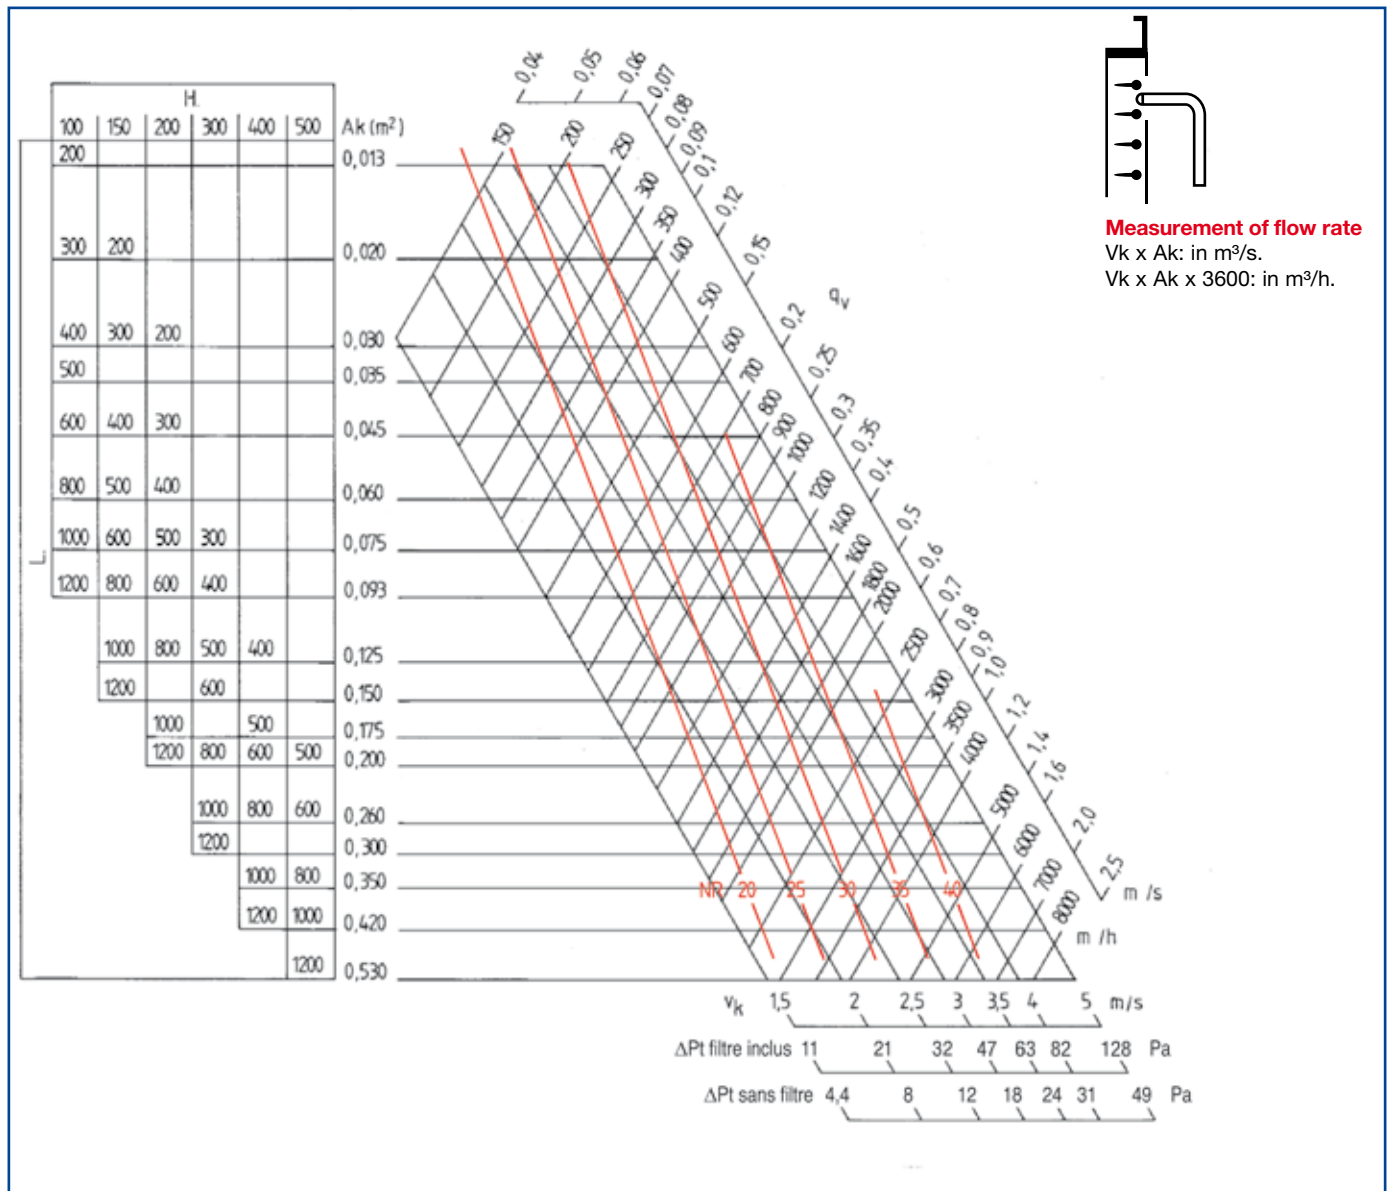 H.
100 150 200 300 400 500 Ak (m²)
200 0,013
300 200 0,020
400 300 200 0,030
500 0,035
600 400 300 0,045
800 500 400 0,060
1000 600 500 300 0,075
1200 800 600 400 0,093
1000 800 500 400 0,125
1200 600 0,150
1000 500 0,175
1200 800 600 500 0,200
1000 800 600 0,260
1200 0,300
1000 800 0,350
1200 1000 0,420
1200 0,530
L.
0,04
0,05
0,06
0,07
0,08
0,09
0,1
0,12
0,15
0,2
0,25
0,3
0,35
0,4
0,5
0,6
0,7
0,8
0,9
1,0
1,2
1,4
1,6
2,0
2,5
m /s
qv
150
200
250
300
350
400
500
600
700
800
900
1000
1200
1400
1600
1800
2000
2500
3000
3500
4000
5000
6000
7000
8000
m /h
NR 20 25 30 35 40
vk 1,5 2 2,5 3 3,5 4 5 m/s
ΔPt filtre inclus 11 21 32 47 63 82 128 Pa
ΔPt sans filtre 4,4 8 12 18 24 31 49 Pa
Measurement of flow rate
Vk x Ak: in m³/s.
Vk x Ak x 3600: in m³/h.